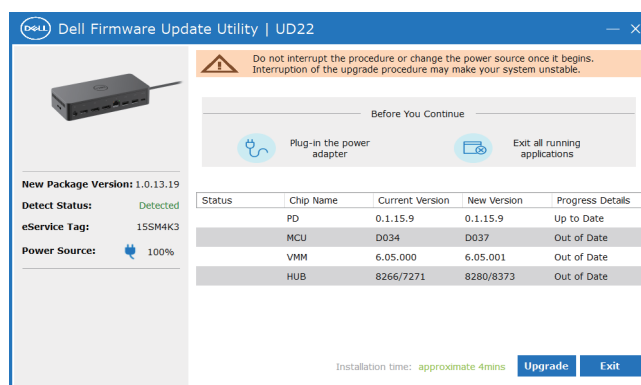 DELL Dell Firmware Update Utility | UD22
Do not interrupt the procedure or change the power source once it begins.
Interruption of the upgrade procedure may make your system unstable.
Before You Continue
Plug-in the power
adapter
Exit all running
applications
New Package Version: 1.0.13.19
Detect Status: Detected
eService Tag: 15SM4K3
Power Source: 100%
Status Chip Name Current Version New Version Progress Details
PD 0.1.15.9 0.1.15.9 Up to Date
MCU D034 D037 Out of Date
VMM 6.05.000 6.05.001 Out of Date
HUB 8266/7271 8280/8373 Out of Date
Installation time: approximate 4mins Upgrade Exit